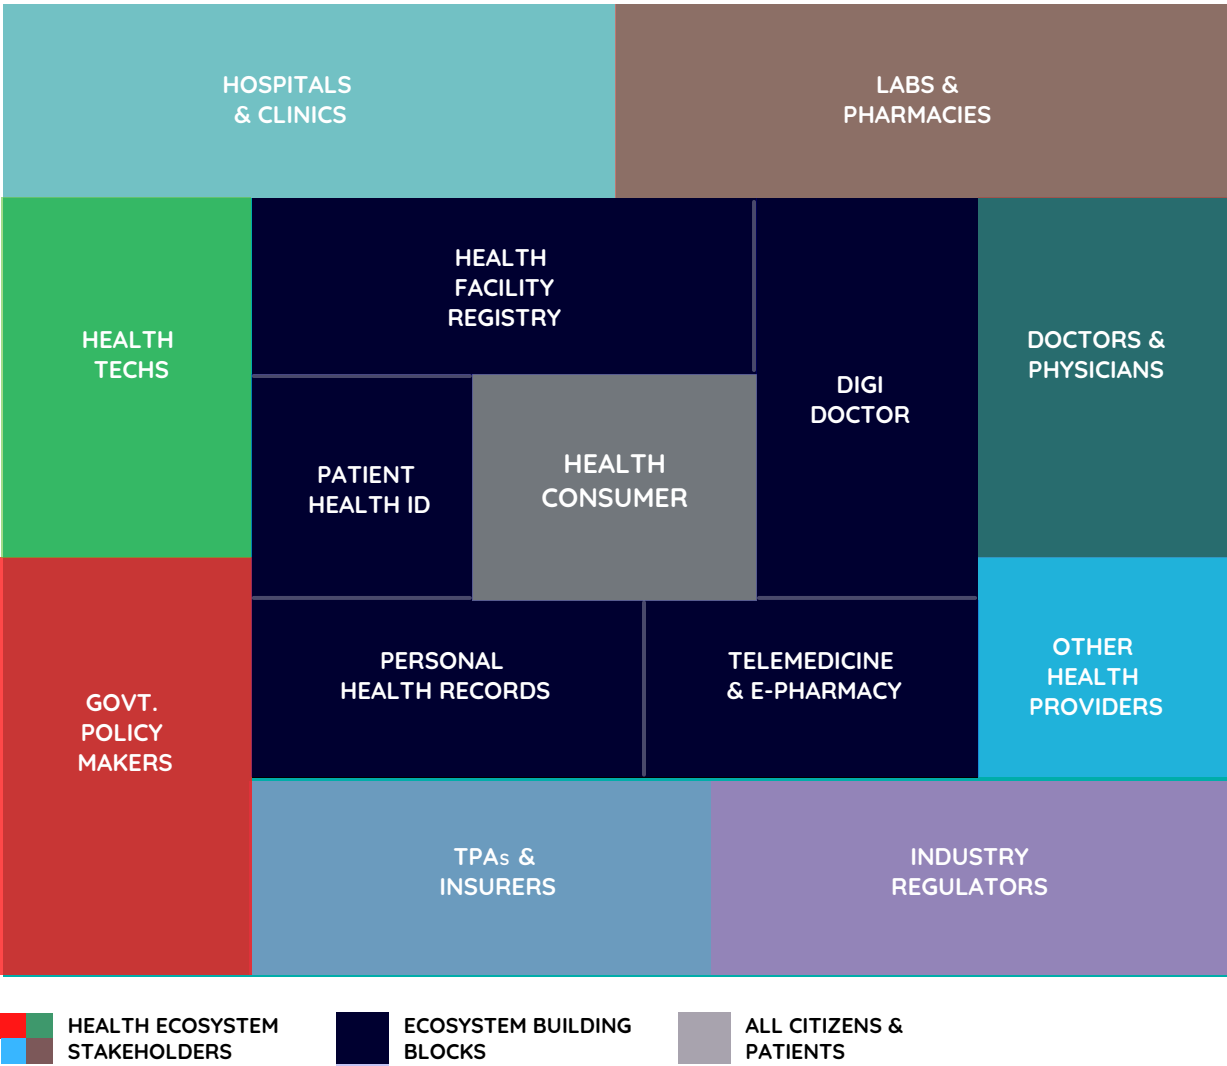 HOSPITALS
& CLINICS
LABS &
PHARMACIES
HEALTH
TECHS
HEALTH
FACILITY
REGISTRY
DIGI
DOCTOR
DOCTORS &
PHYSICIANS
PATIENT
HEALTH ID
HEALTH
CONSUMER
GOVT.
POLICY
MAKERS
PERSONAL
HEALTH RECORDS
TELEMEDICINE
& E-PHARMACY
OTHER
HEALTH
PROVIDERS
TPAs &
INSURERS
INDUSTRY
REGULATORS
HEALTH ECOSYSTEM
STAKEHOLDERS
ECOSYSTEM BUILDING
BLOCKS
ALL CITIZENS &
PATIENTS